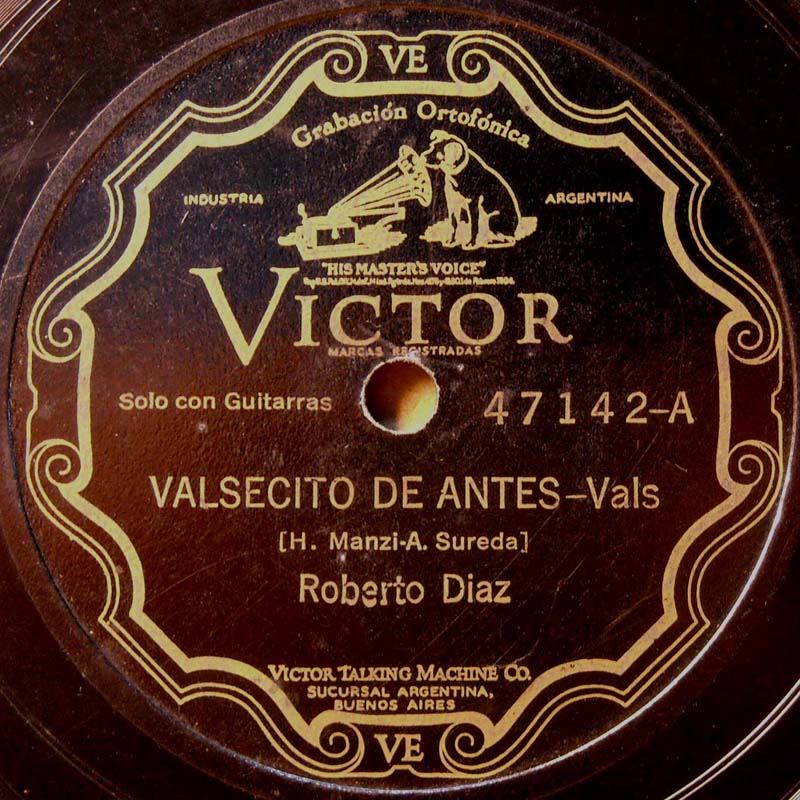 VE
Grabación Ortofónica
INDUSTRIA ARGENTINA
"HIS MASTER'S VOICE"
VICTOR
MARCAS REGISTRADAS
Solo con Guitarras 47142-A
VALSECITO DE ANTES-Vals
[H. Manzi-A. Sureda]
Roberto Diaz
VICTOR TALKING MACHINE CO.
SUCURSAL ARGENTINA,
BUENOS AIRES
VE